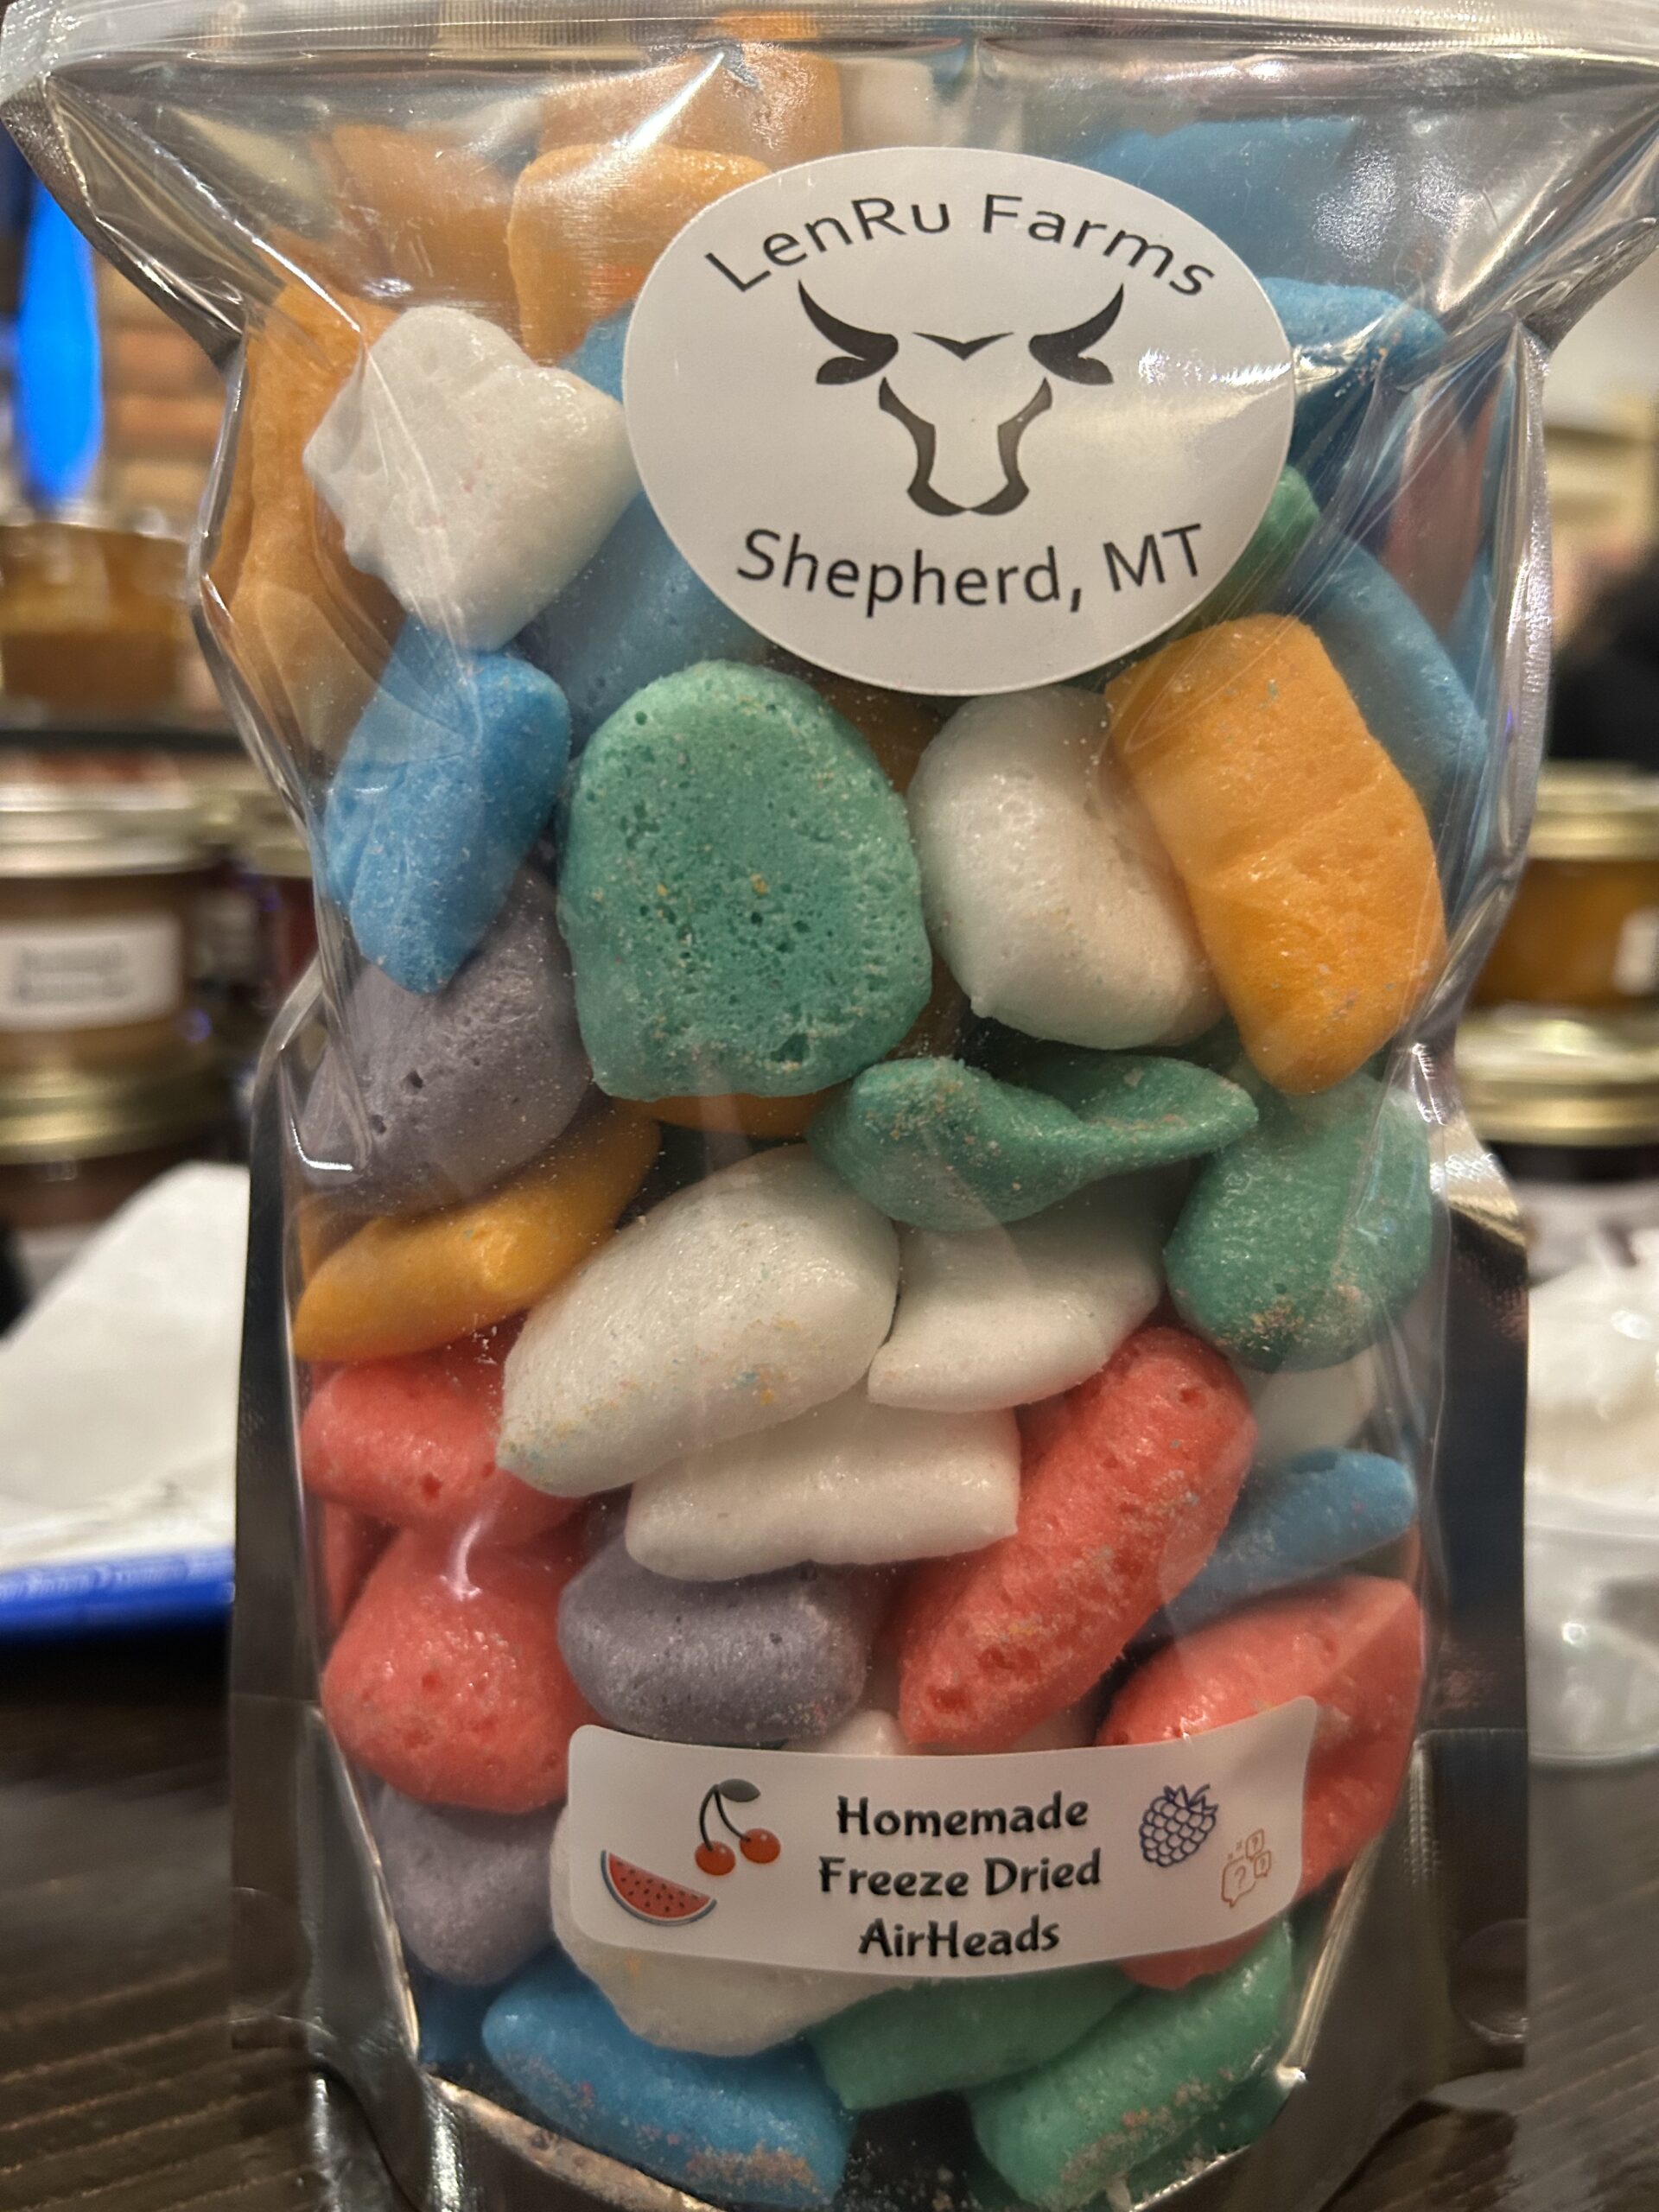 LenRu Farms
Shepherd, MT
Homemade
Freeze Dried
AirHeads